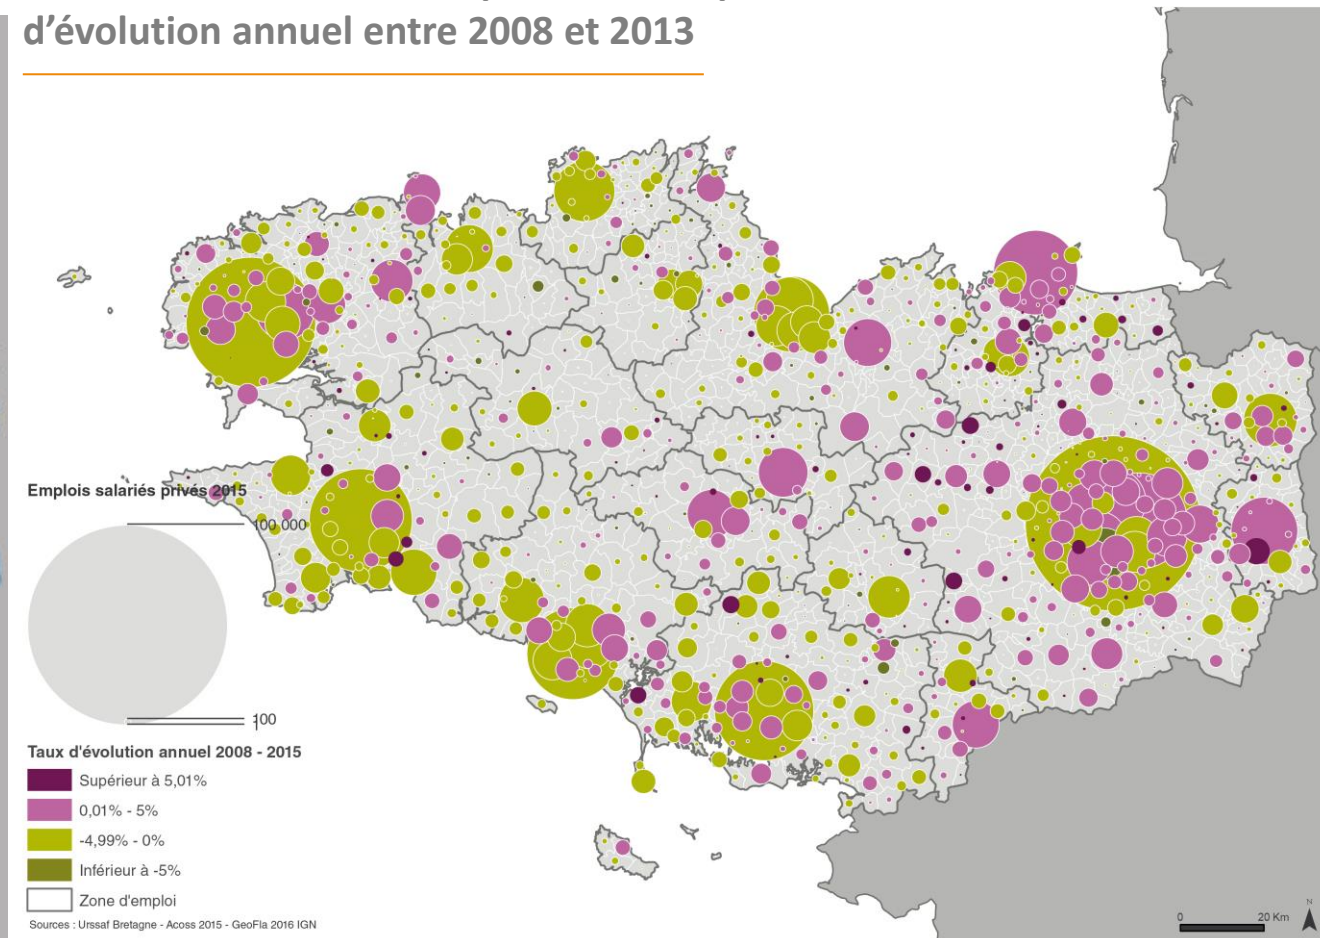 d'évolution annuel entre 2008 et 2013
Emplois salariés privés 2015
100 000
100
1
Taux d'évolution annuel 2008 - 2015
Supérieur à 5,01%
0,01% - 5%
-4,99% - 0%
Inférieur à -5%
Zone d'emploi
Sources : Urssaf Bretagne - Acoss 2015 - GeoFla 2016 IGN
0 20 Km
N